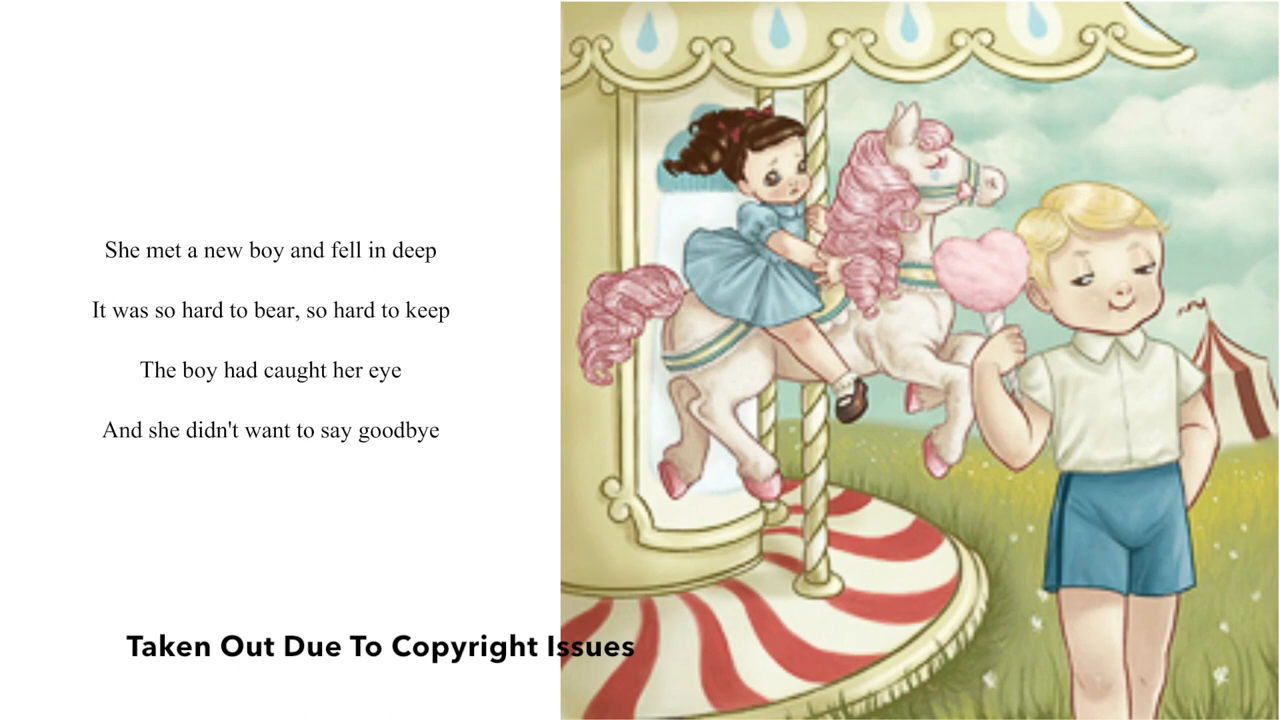 She met a new boy and fell in deep
It was so hard to bear, so hard to keep
The boy had caught her eye
And she didn't want to say goodbye
Taken Out Due To Copyright Issues